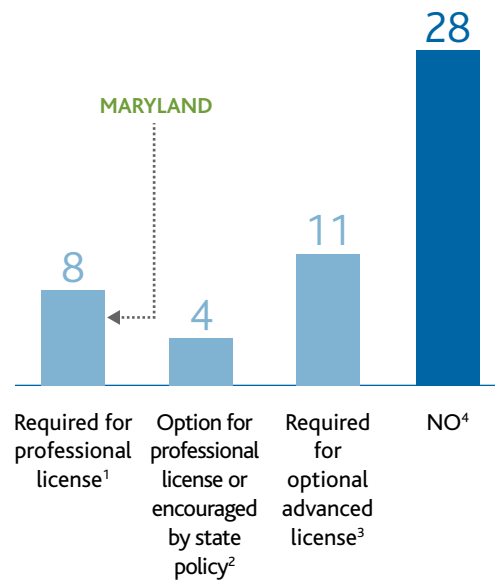 28
MARYLAND
11
8
4
Required for
professional
license¹
Option for
professional
license or
encouraged
by state
policy²
Required
for
optional
advanced
license³
NO⁴